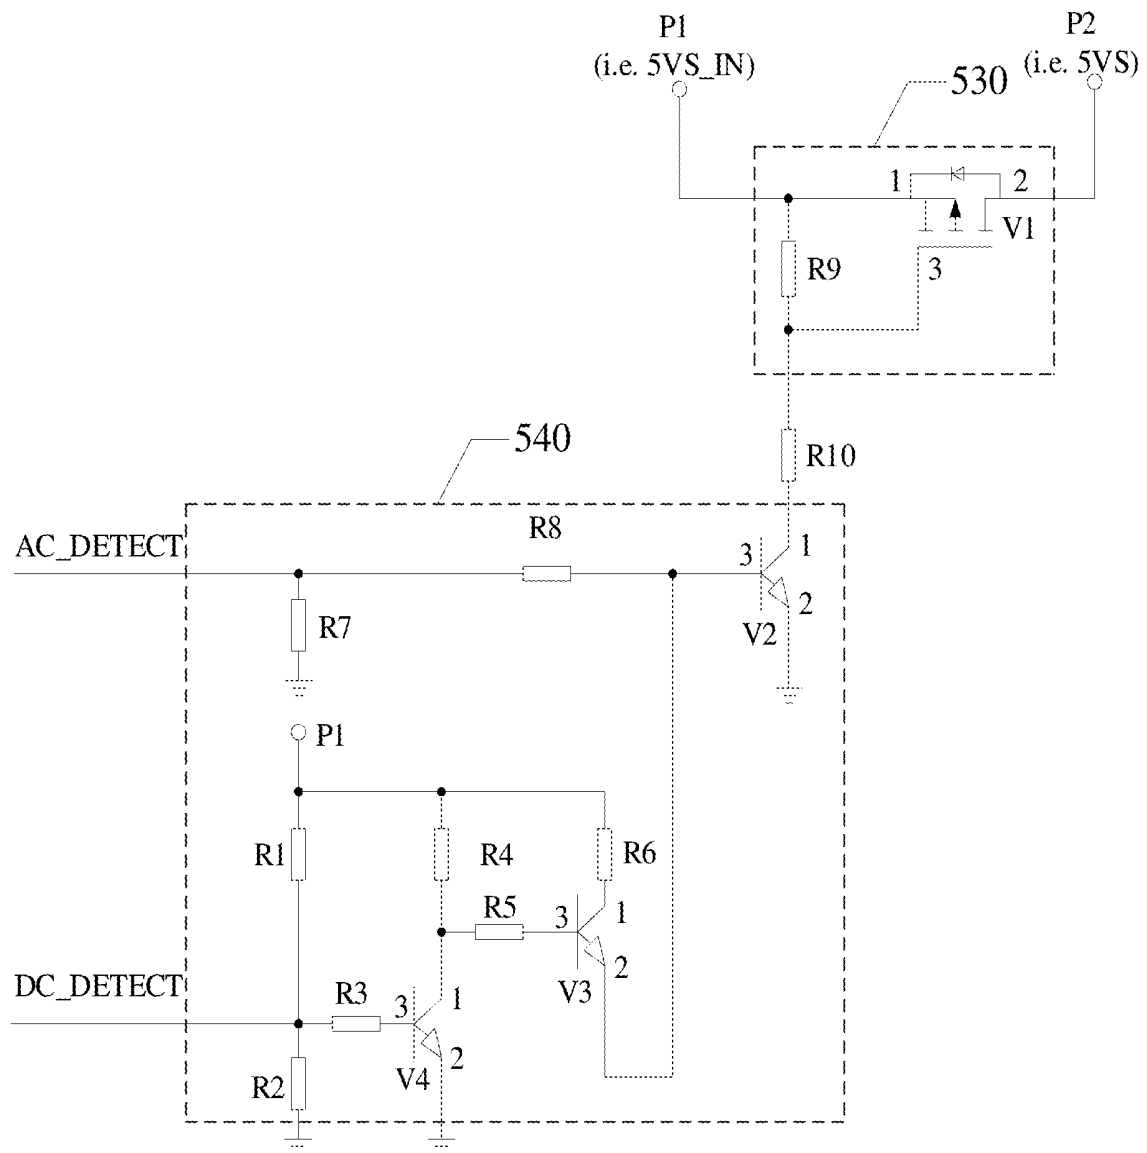 P1
(i.e. 5VS_IN)
P2
(i.e. 5VS)
530
1
2
V1
R9
3
R10
540
R8
AC_DETECT
3
1
2
V2
R7
P1
R1
R4
R6
R5
3
1
2
V3
DC_DETECT
R3
3
1
2
V4
R2